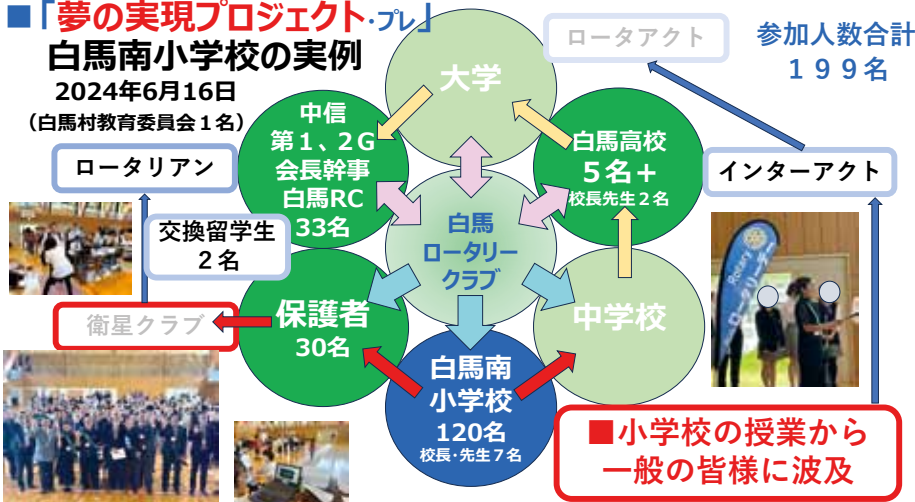 ■「夢の実現プロジェクト・プレ」
白馬南小学校の実例
2024年6月16日
（白馬村教育委員会１名）
参加人数合計
１９９名
ロータアクト
大学
中信
第１、２G
会長幹事
白馬RC
33名
白馬高校
５名＋
校長先生２名
ロータリアン
インターアクト
交換留学生
２名
白馬
ロータリー
クラブ
衛星クラブ
保護者
30名
中学校
白馬南
小学校
120名
校長・先生７名
Rotary
■小学校の授業から
一般の皆様に波及